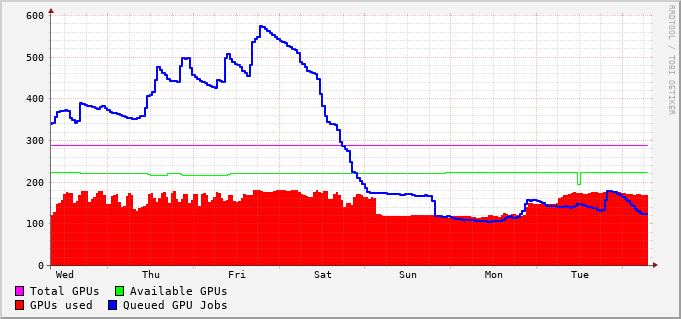 600
500
400
300
200
100
0
Wed Thu Fri Sat Sun Mon Tue
Total GPUs Available GPUs
GPUs used Queued GPU Jobs
RRDTOOL / TOBI OETIKER